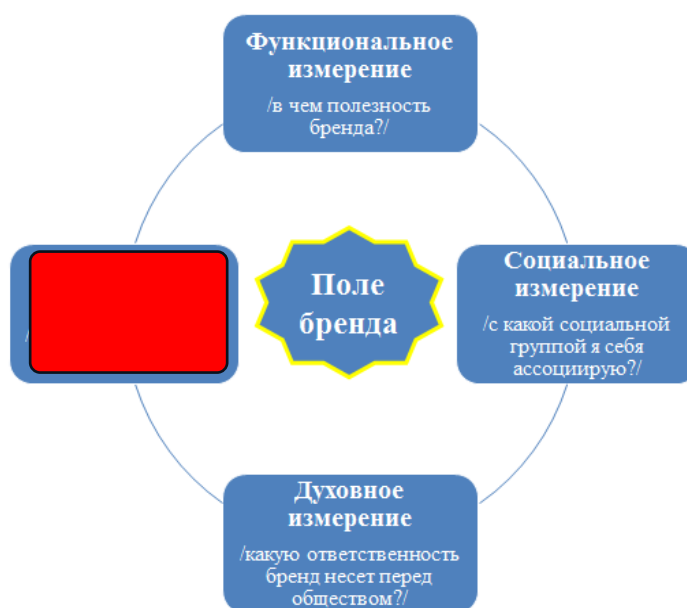 Функциональное
измерение
/в чем полезность
бренда?/
Поле
бренда
Социальное
измерение
/с какой социальной
группой я себя
ассоциирую?/
Духовное
измерение
/какую ответственность
бренд несет перед
обществом?/